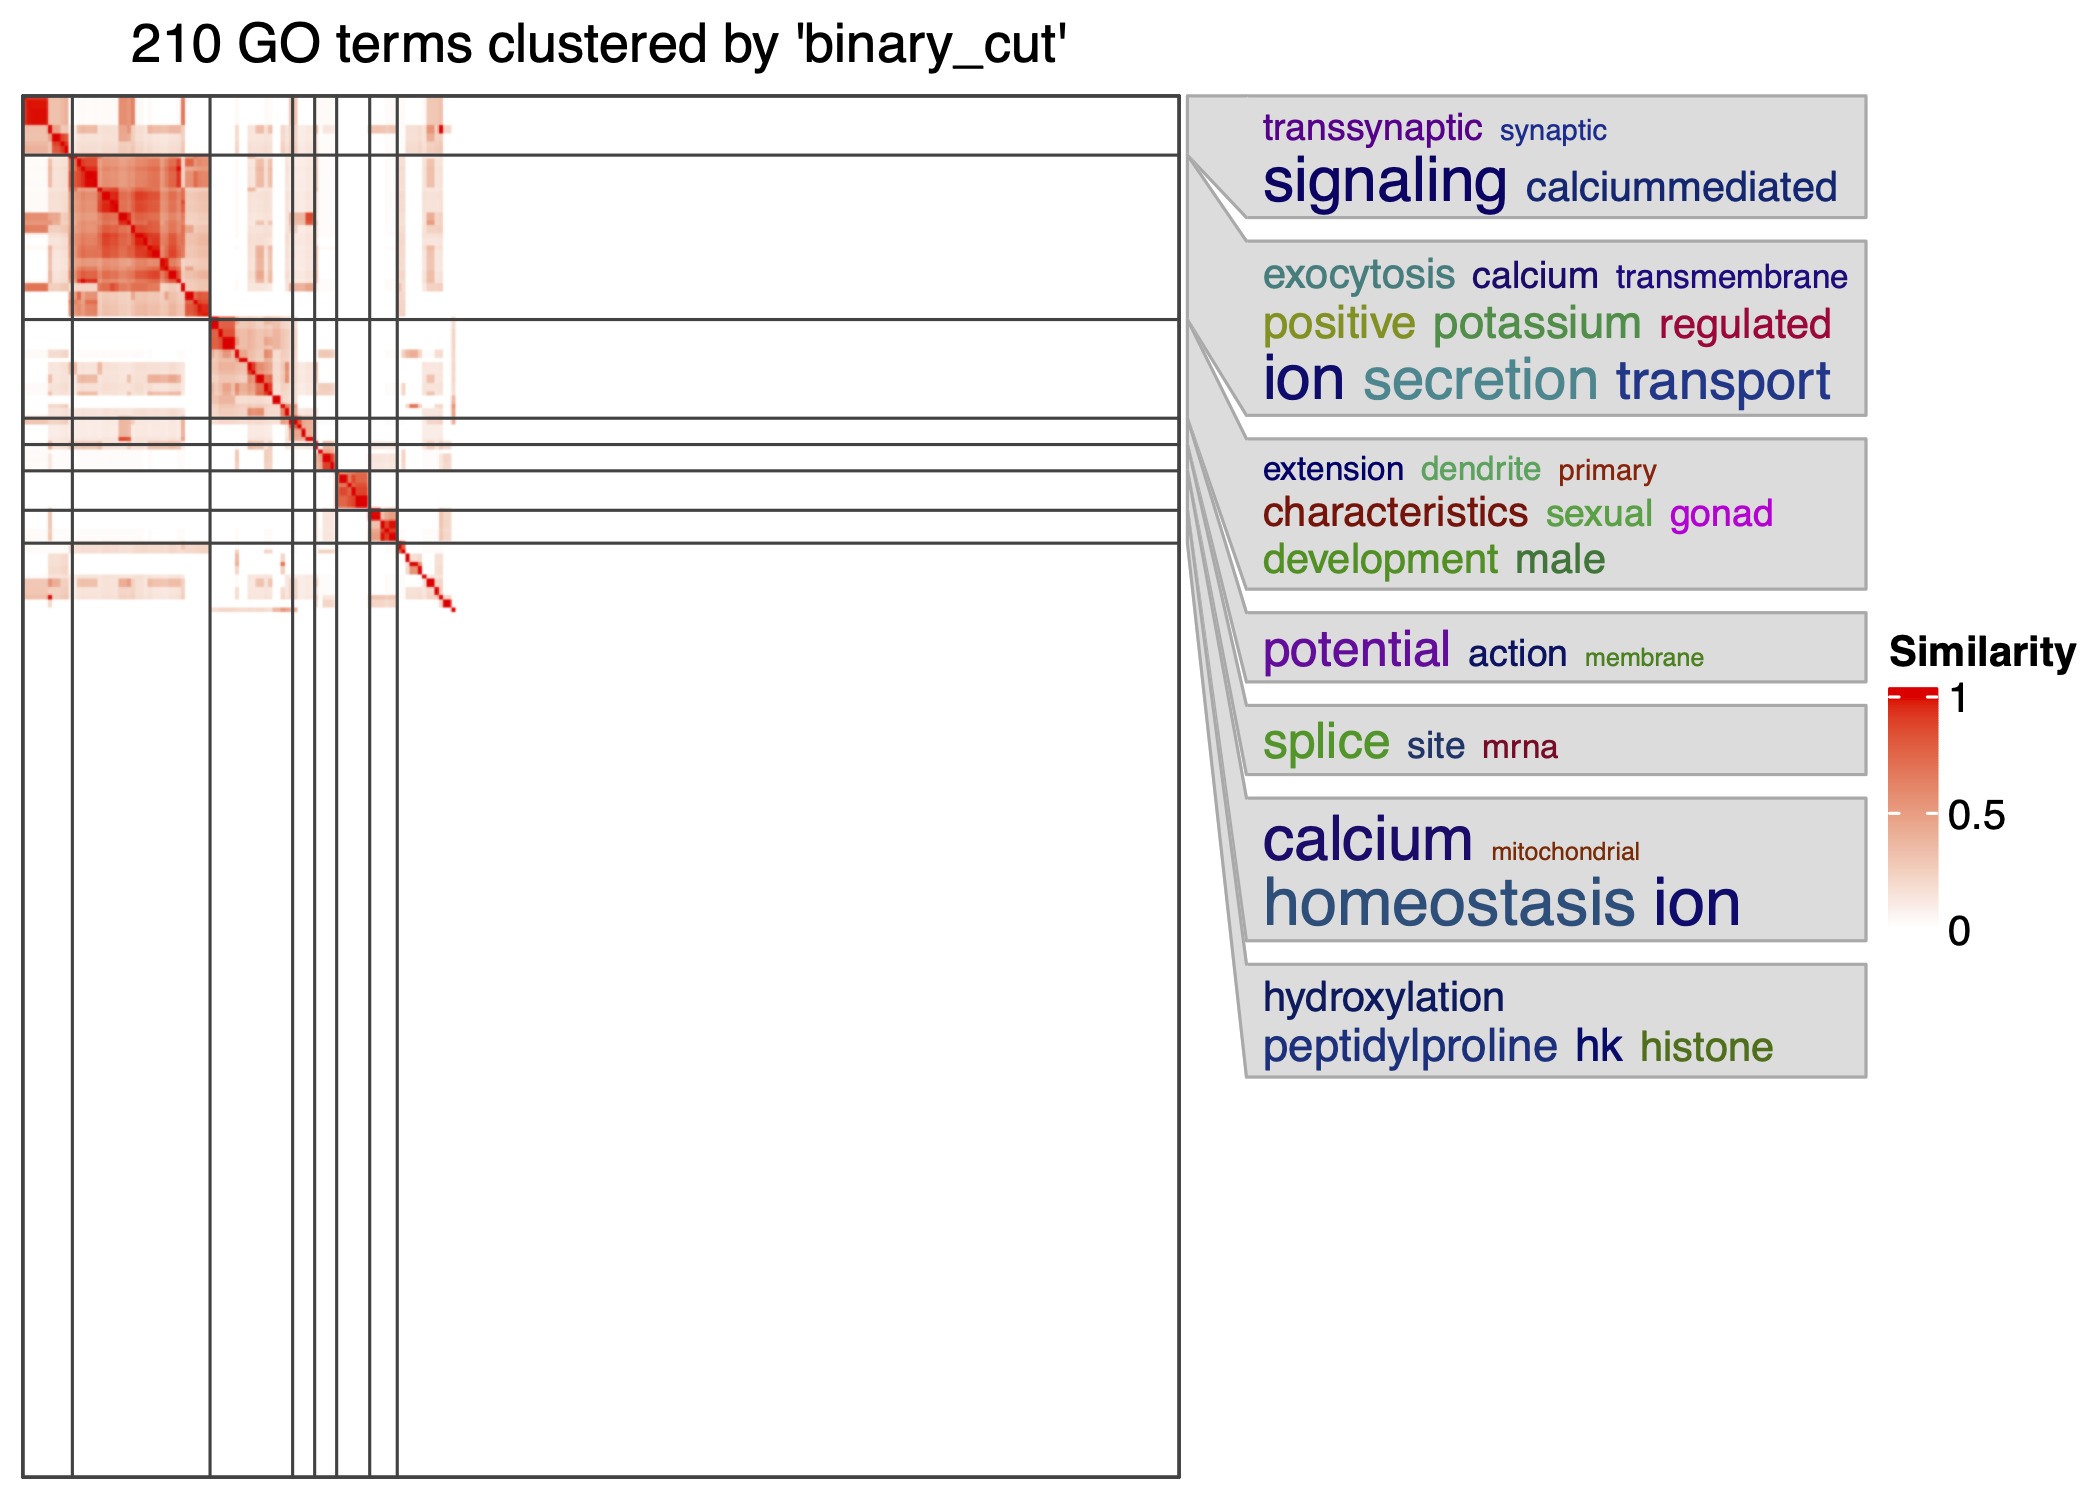 210 GO terms clustered by 'binary_cut'
transsynaptic synaptic
signaling calciummediated
exocytosis calcium transmembrane
positive potassium regulated
ion secretion transport
extension dendrite primary
characteristics sexual gonad
development male
potential action membrane
splice site mrna
calcium mitochondrial
homeostasis ion
hydroxylation
peptidylproline hk histone
Similarity
1
0.5
0